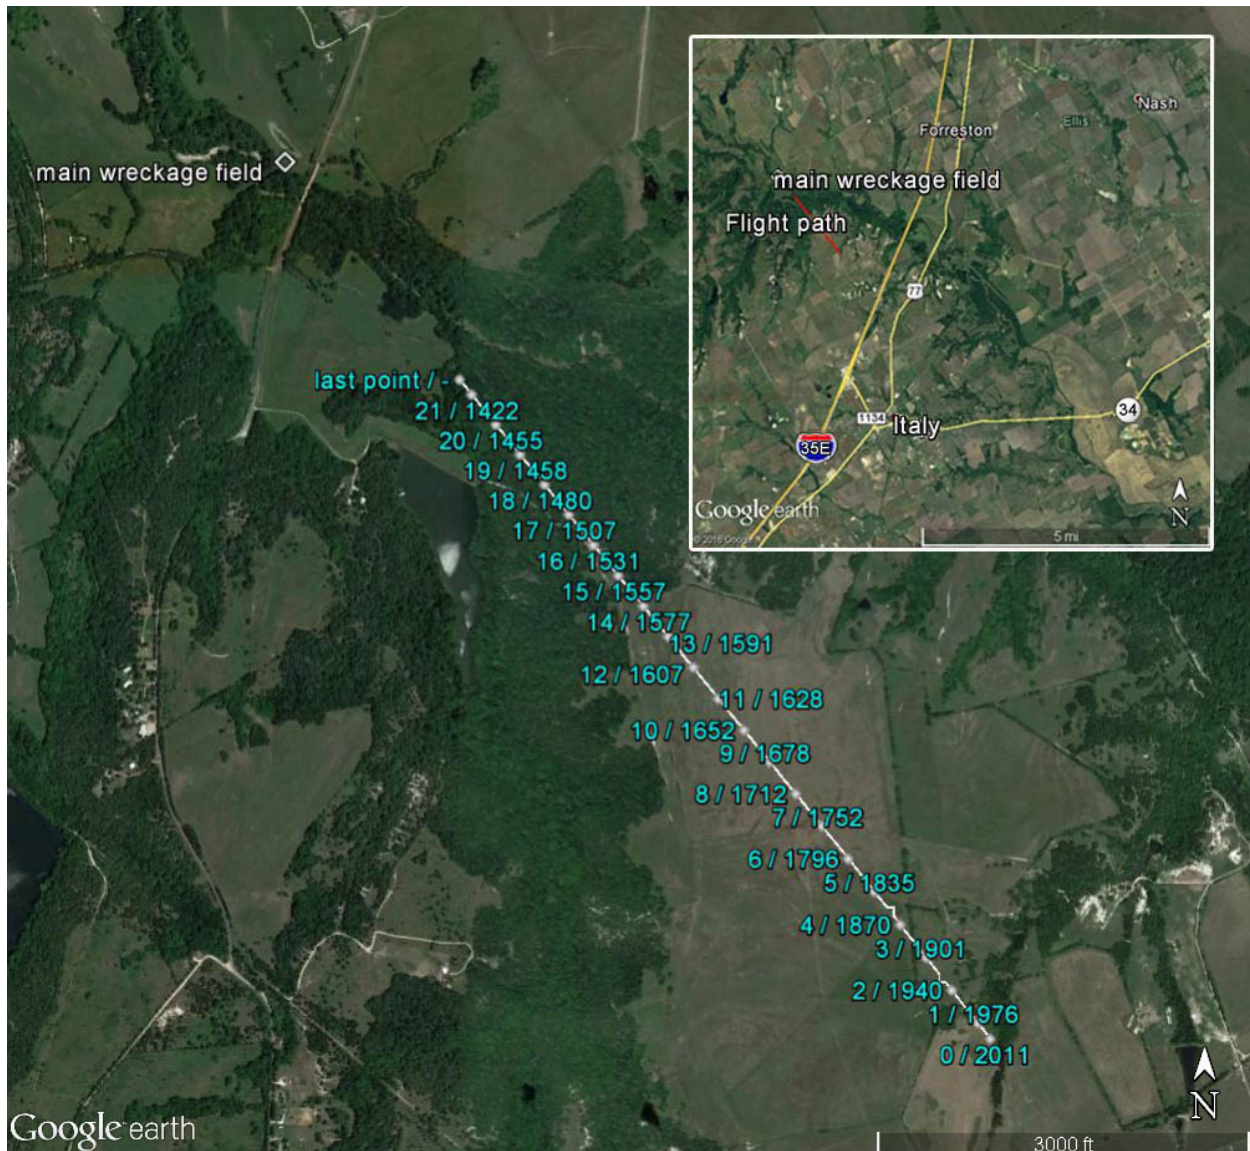 main wreckage field
last point / -
21 / 1422
20 / 1455
19 / 1458
18 / 1480
17 / 1507
16 / 1531
15 / 1557
14 / 1577
13 / 1591
12 / 1607
11 / 1628
10 / 1652
9 / 1678
8 / 1712
7 / 1752
6 / 1796
5 / 1835
4 / 1870
3 / 1901
2 / 1940
1 / 1976
0 / 2011
N
3000 ft
Google earth
Nash
Ellis
Forreston
main wreckage field
Flight path
77
1134
Italy
34
35E
Google earth
© 2016 Google
N
5 mi